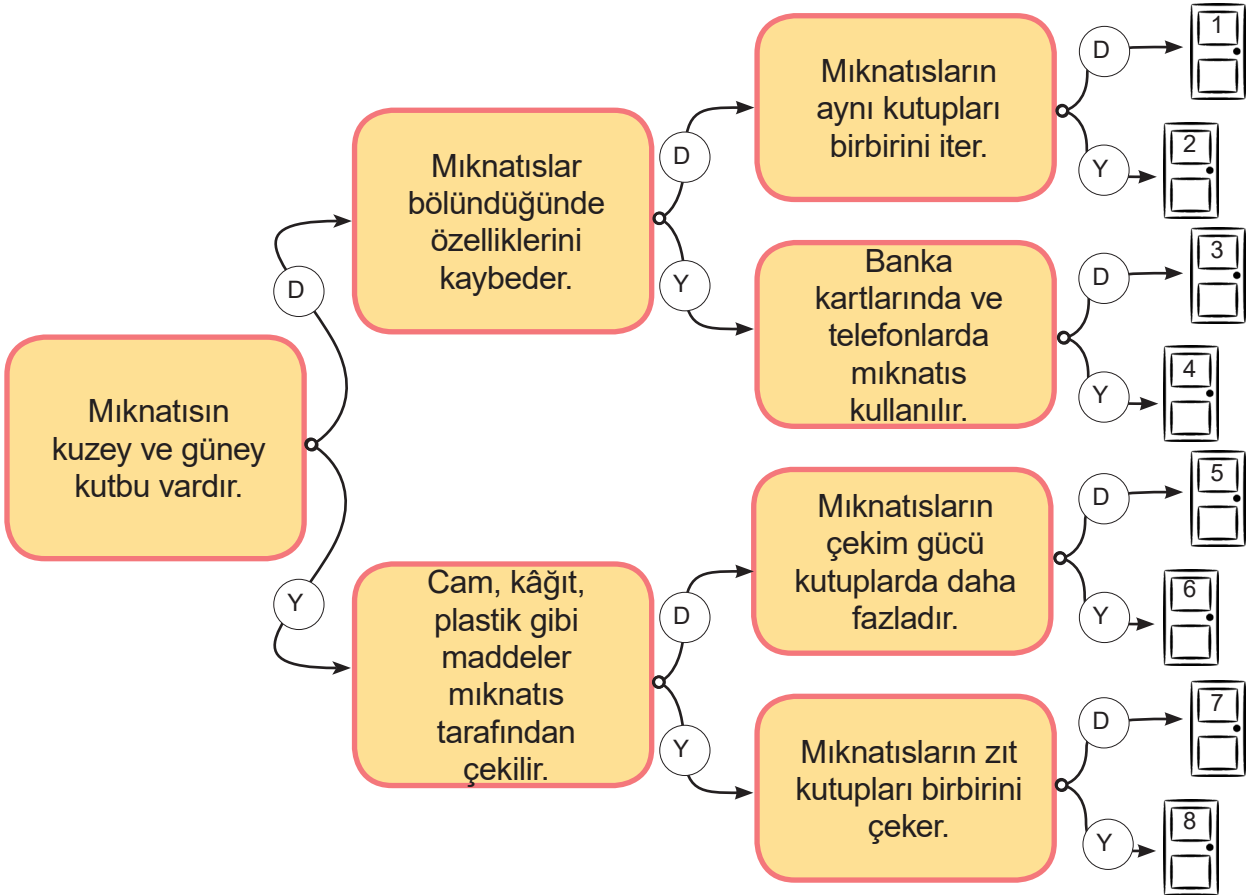 Mıknatısın
kuzey ve güney
kutbu vardır.
D
Y
Mıknatıslar
bölündüğünde
özelliklerini
kaybeder.
D
Y
Cam, kâğıt,
plastik gibi
maddeler
mıknatıs
tarafından
çekilir.
D
Y
Mıknatısların
aynı kutupları
birbirini iter.
D
1
Y
2
Banka
kartlarında ve
telefonlarda
mıknatıs
kullanılır.
D
3
Y
4
Mıknatısların
çekim gücü
kutuplarda daha
fazladır.
D
5
Y
6
Mıknatısların zıt
kutupları birbirini
çeker.
D
7
Y
8